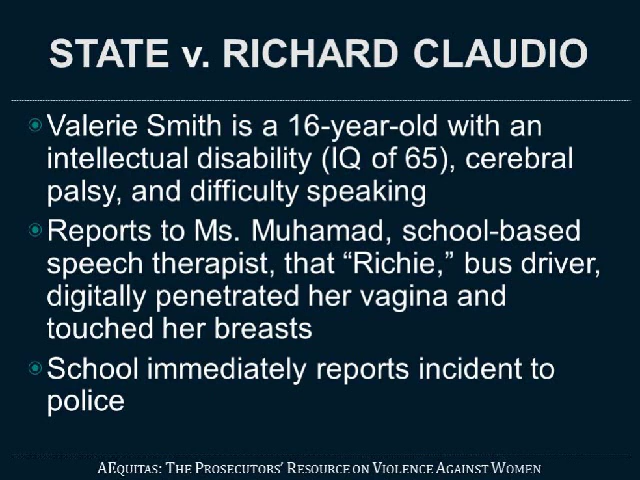 STATE v. RICHARD CLAUDIO
Valerie Smith is a 16-year-old with an
intellectual disability (IQ of 65), cerebral
palsy, and difficulty speaking
Reports to Ms. Muhamad, school-based
speech therapist, that “Richie,” bus driver,
digitally penetrated her vagina and
touched her breasts
School immediately reports incident to
police
AEQUITAS: THE PROSECUTORS’ RESOURCE ON VIOLENCE AGAINST WOMEN